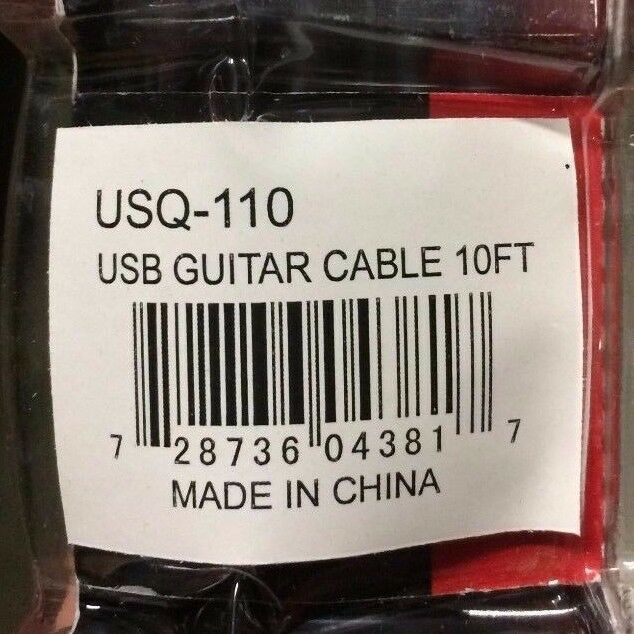 USQ-110
USB GUITAR CABLE 10FT
7 28736 04381 7
MADE IN CHINA